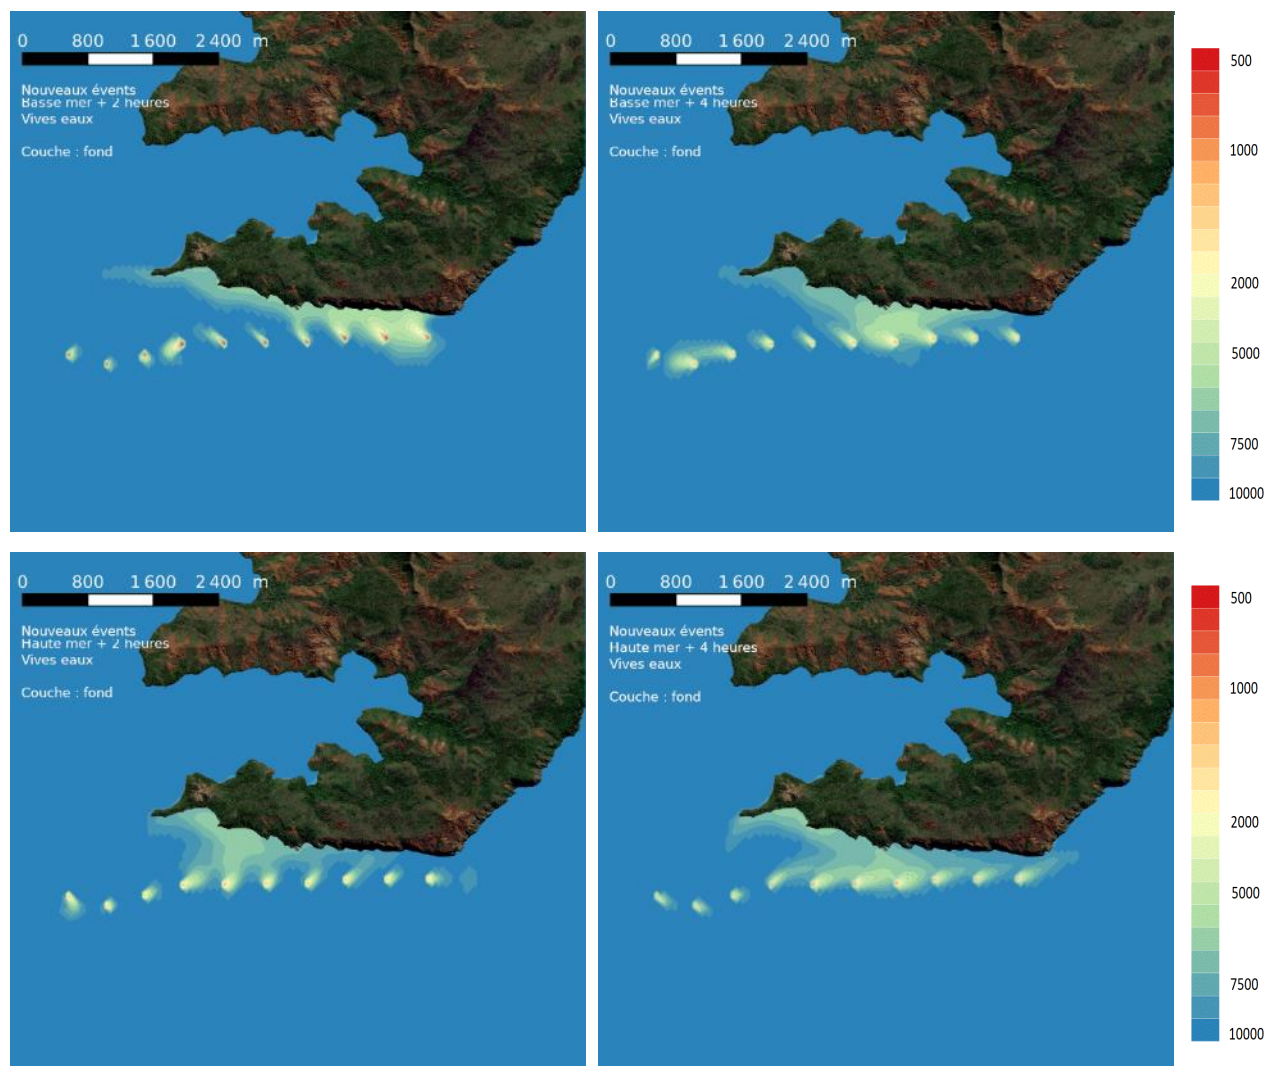 0 800 1 600 2 400 m
Nouveaux évents
Basse mer + 2 heures
Vives eaux
Couche : fond
0 800 1 600 2 400 m
Nouveaux évents
Basse mer + 4 heures
Vives eaux
Couche : fond
500
1000
2000
5000
7500
10000
0 800 1 600 2 400 m
Nouveaux évents
Haute mer + 2 heures
Vives eaux
Couche : fond
0 800 1 600 2 400 m
Nouveaux évents
Haute mer + 4 heures
Vives eaux
Couche : fond
500
1000
2000
5000
7500
10000